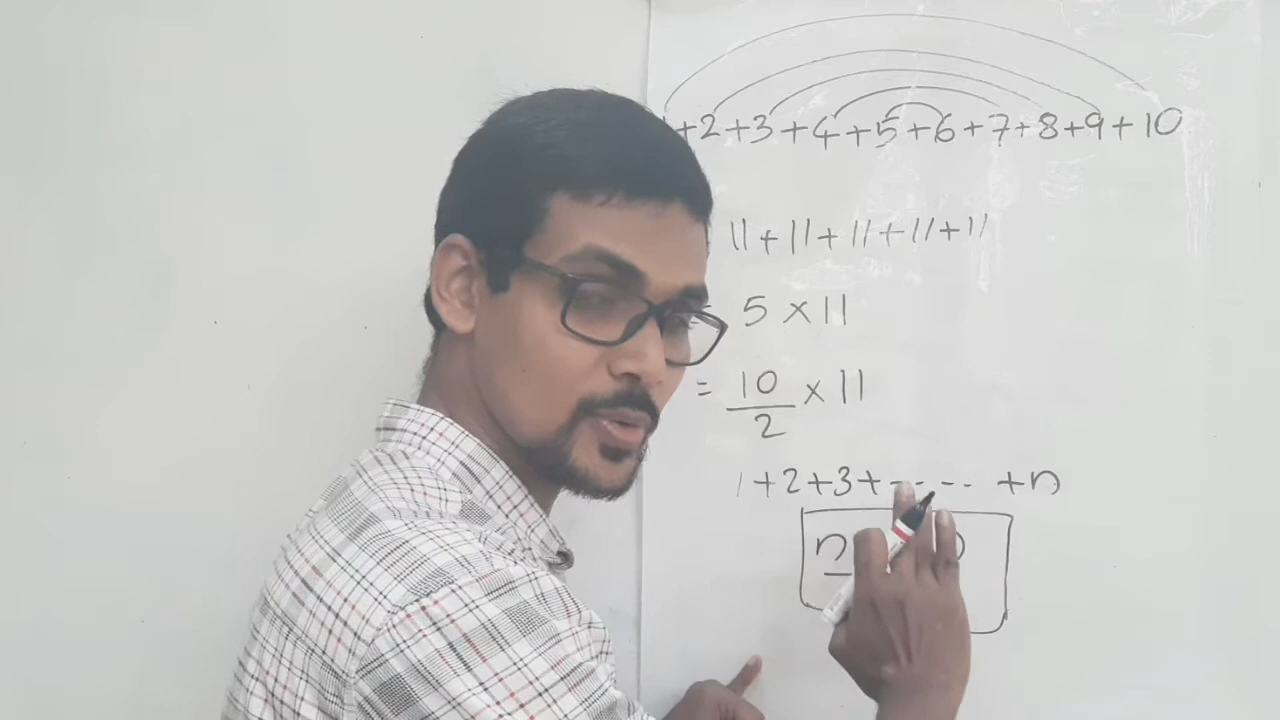 +2+3+4+5+6+7+8+9+10
11+11+11+11+11
= 5 × 11
= 10/2 × 11
1+2+3+----- +n
n